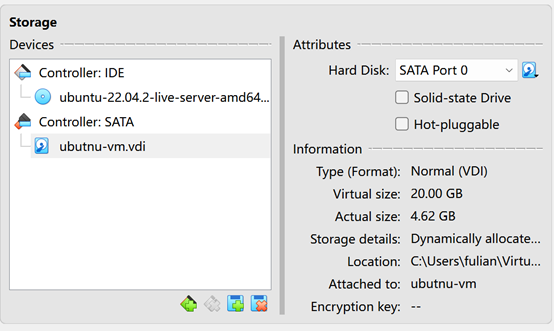 Storage
Devices
Controller: IDE
ubuntu-22.04.2-live-server-amd64...
Controller: SATA
ubutnu-vm.vdi
Attributes
Hard Disk: SATA Port 0
Solid-state Drive
Hot-pluggable
Information
Type (Format): Normal (VDI)
Virtual size: 20.00 GB
Actual size: 4.62 GB
Storage details: Dynamically allocate...
Location: C:\Users\fulian\Virtu...
Attached to: ubutnu-vm
Encryption key: --